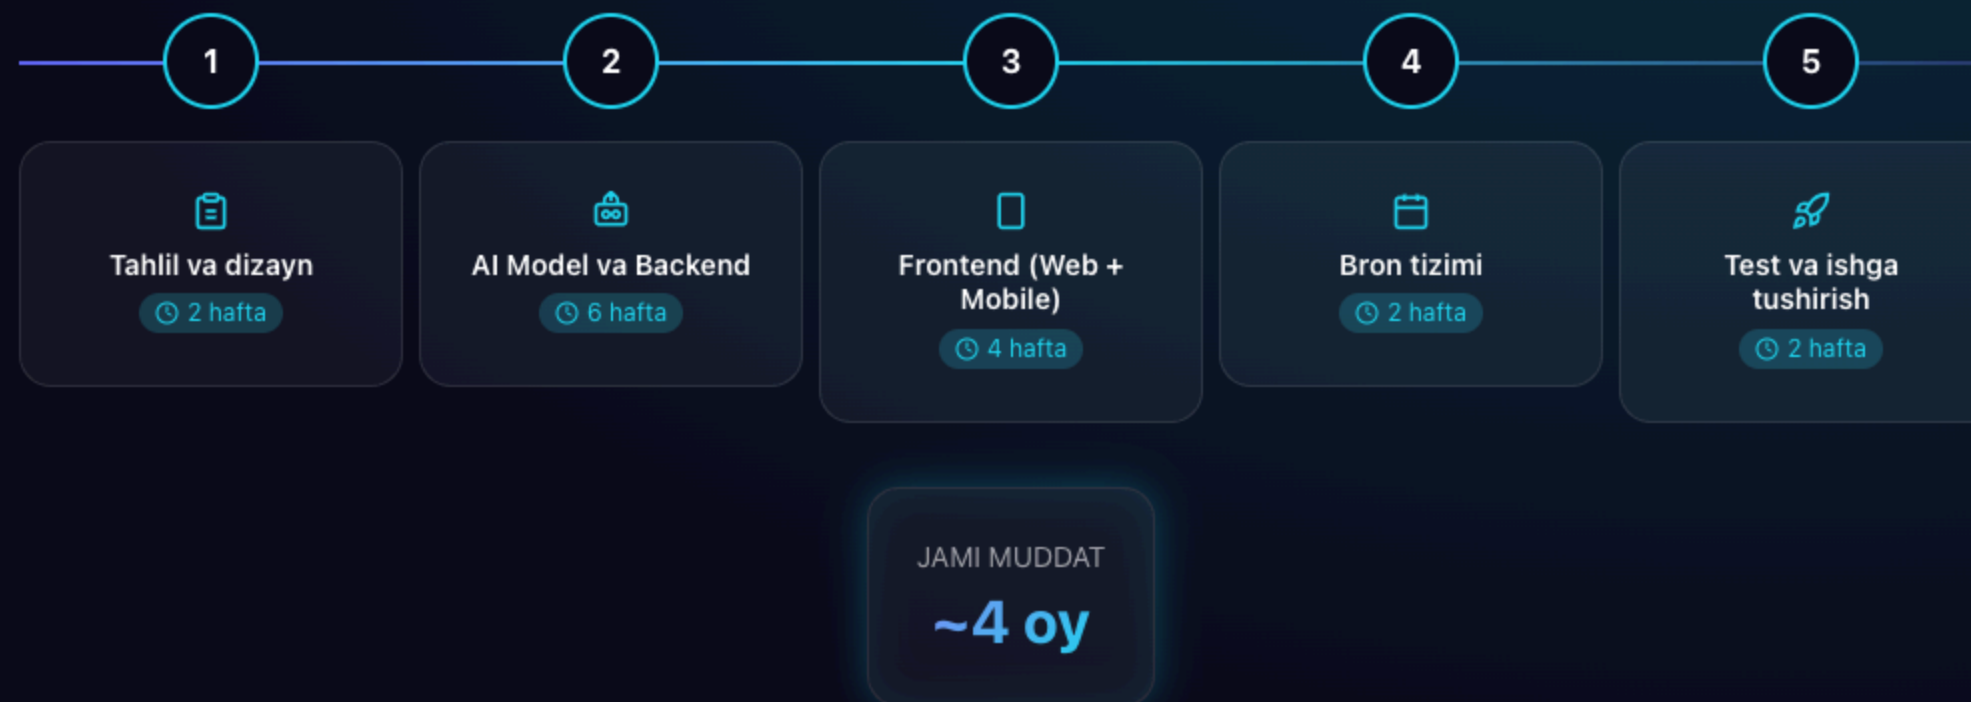 1
2
3
4
5
Tahlil va dizayn
2 hafta
AI Model va Backend
6 hafta
Frontend (Web +
Mobile)
4 hafta
Bron tizimi
2 hafta
Test va ishga
tushirish
2 hafta
JAMI MUDDAT
~4 oy